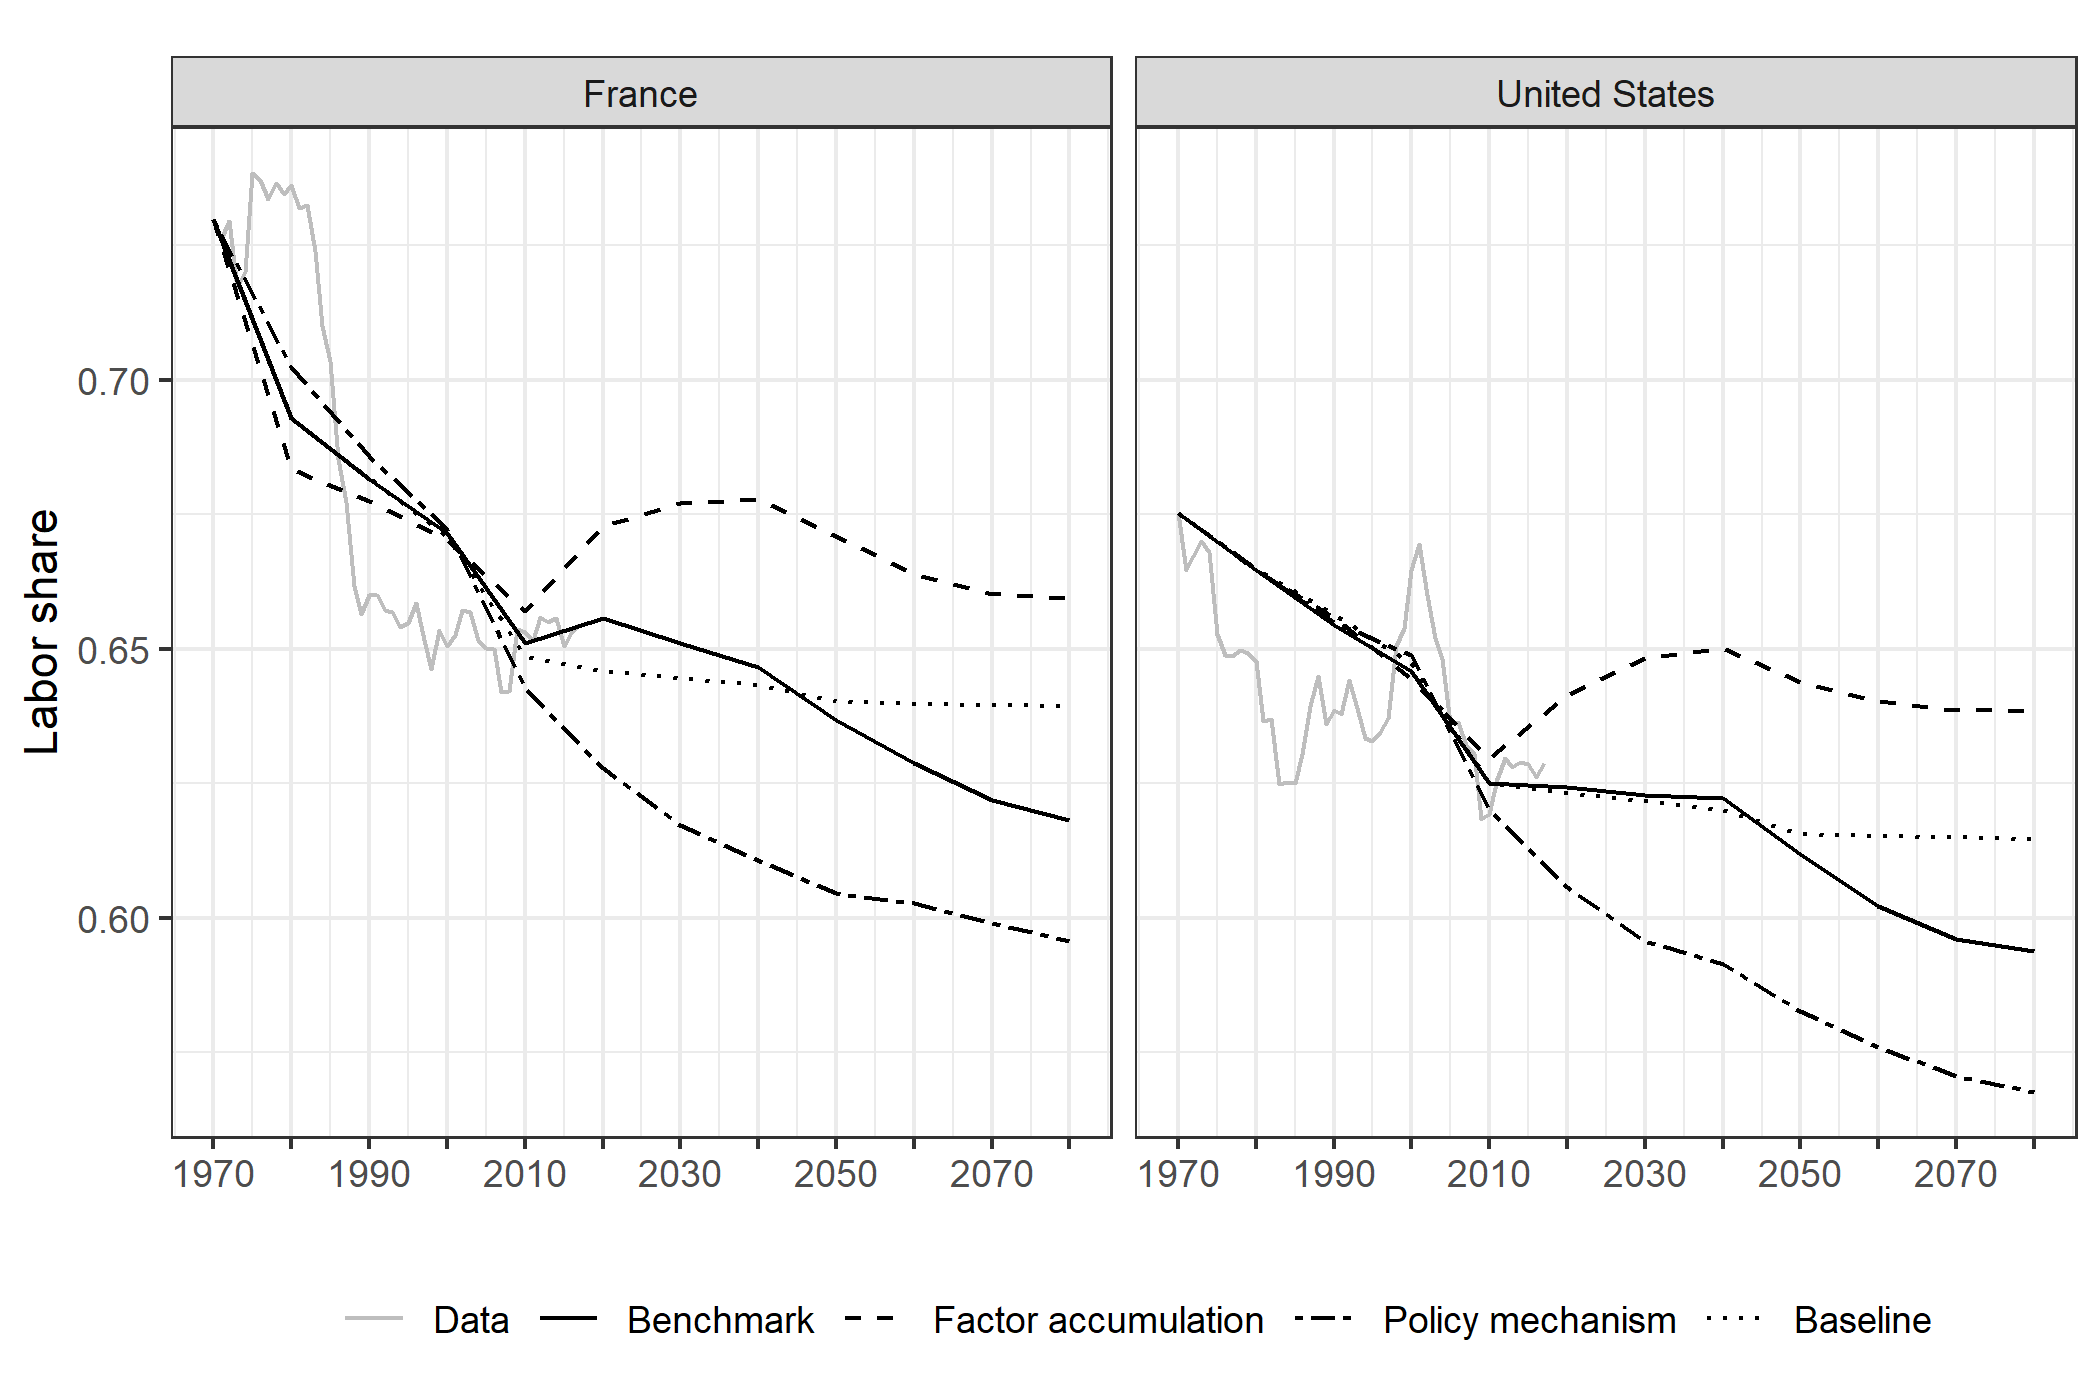 France
United States
Labor share
0.70
0.65
0.60
1970 1990 2010 2030 2050 2070
1970 1990 2010 2030 2050 2070
Data Benchmark Factor accumulation Policy mechanism Baseline